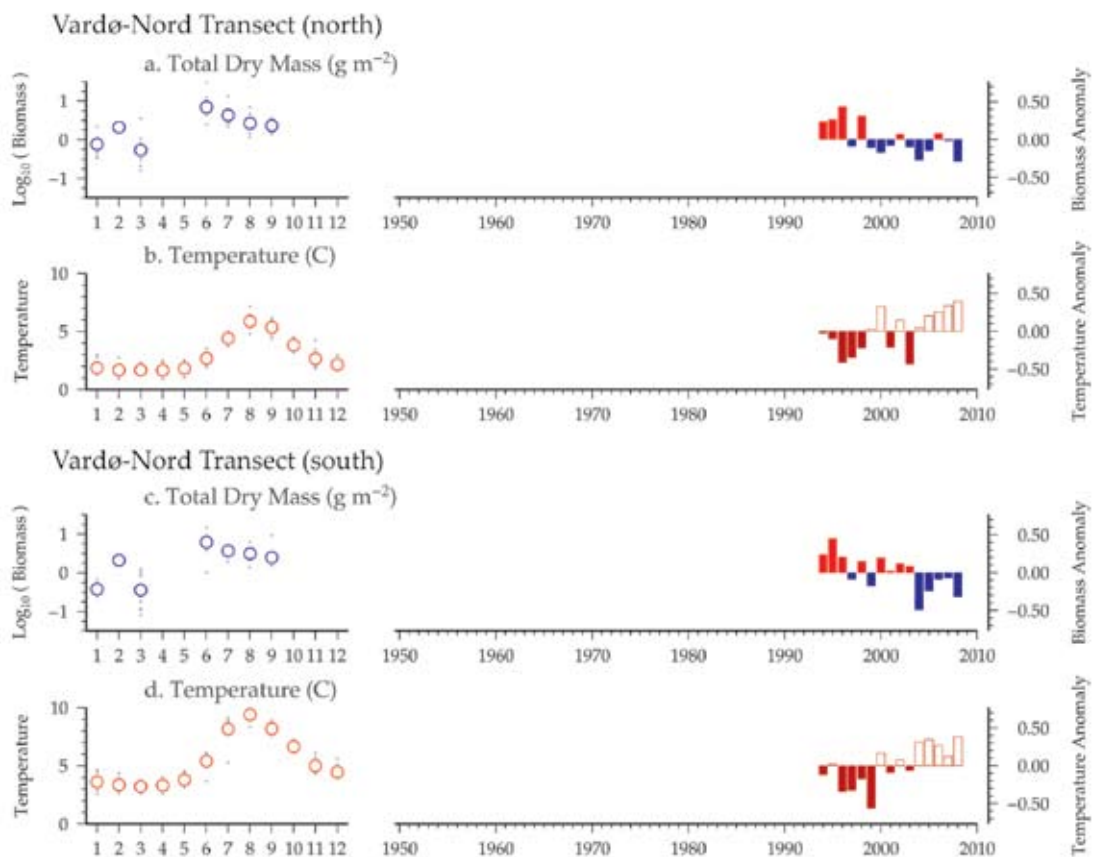 Vardø-Nord Transect (north)
a. Total Dry Mass (g m⁻²)
Log₁₀ ( Biomass )
1
0
−1
1 2 3 4 5 6 7 8 9 10 11 12
1950 1960 1970 1980 1990 2000 2010
0.50
0.00
−0.50
Biomass Anomaly
b. Temperature (C)
Temperature
10
5
0
1 2 3 4 5 6 7 8 9 10 11 12
1950 1960 1970 1980 1990 2000 2010
0.50
0.00
−0.50
Temperature Anomaly
Vardø-Nord Transect (south)
c. Total Dry Mass (g m⁻²)
Log₁₀ ( Biomass )
1
0
−1
1 2 3 4 5 6 7 8 9 10 11 12
1950 1960 1970 1980 1990 2000 2010
0.50
0.00
−0.50
Biomass Anomaly
d. Temperature (C)
Temperature
10
5
0
1 2 3 4 5 6 7 8 9 10 11 12
1950 1960 1970 1980 1990 2000 2010
0.50
0.00
−0.50
Temperature Anomaly